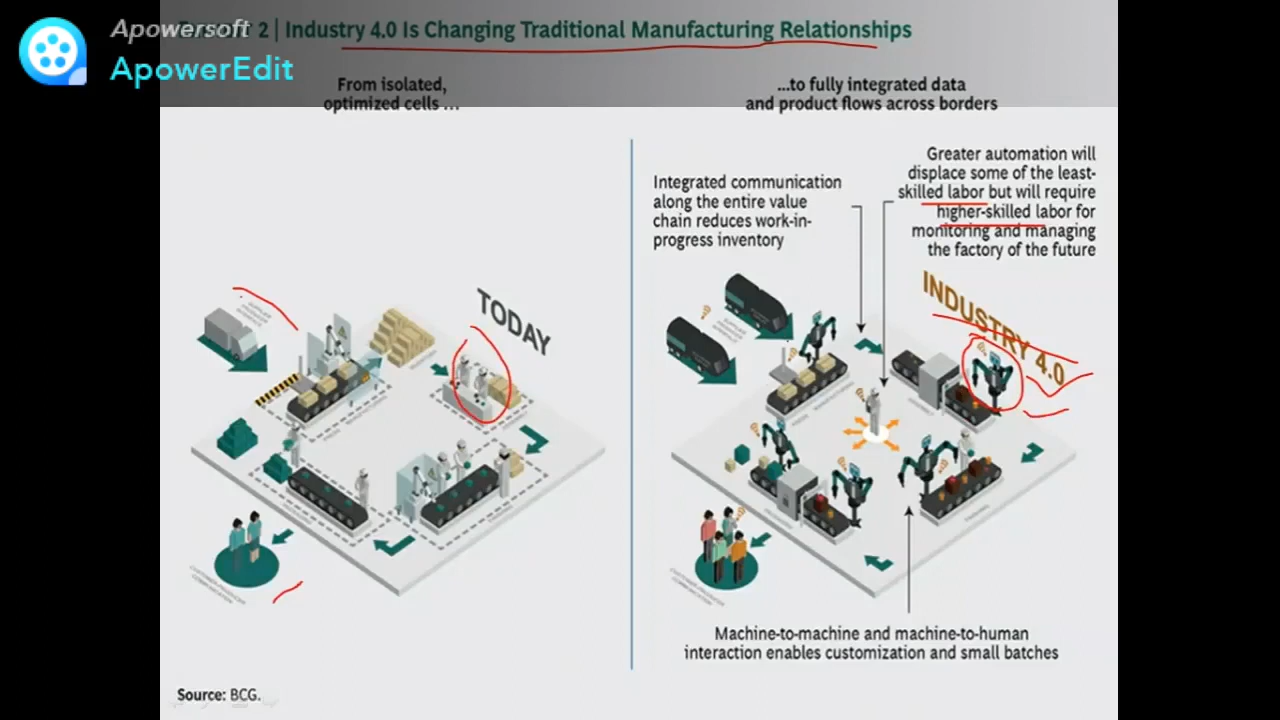 Apowersoft
ApowerEdit
2 | Industry 4.0 Is Changing Traditional Manufacturing Relationships
From isolated,
optimized cells …
...to fully integrated data
and product flows across borders
Integrated communication
along the entire value
chain reduces work-in-
progress inventory
Greater automation will
displace some of the least-
skilled labor but will require
higher-skilled labor for
monitoring and managing
the factory of the future
TODAY
INDUSTRY 4.0
Machine-to-machine and machine-to-human
interaction enables customization and small batches
Source: BCG.